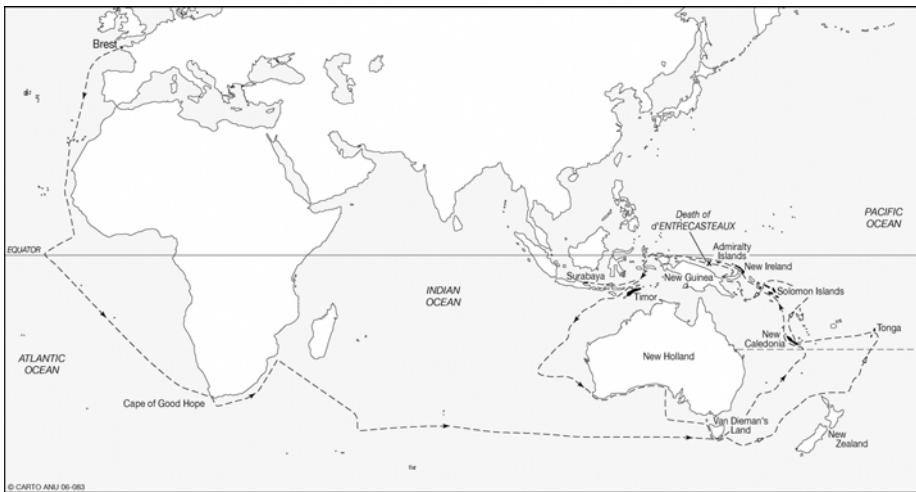 Brest
PACIFIC
OCEAN
Death of
d'ENTRECASTEAUX
EQUATOR
Admiralty
Islands
New Ireland
Surabaya
New Guinea
INDIAN
OCEAN
Timor
Solomon Islands
New
Caledonia
Tonga
ATLANTIC
OCEAN
New Holland
Cape of Good Hope
Van Dieman's
Land
New
Zealand
© CARTO ANU 06-083